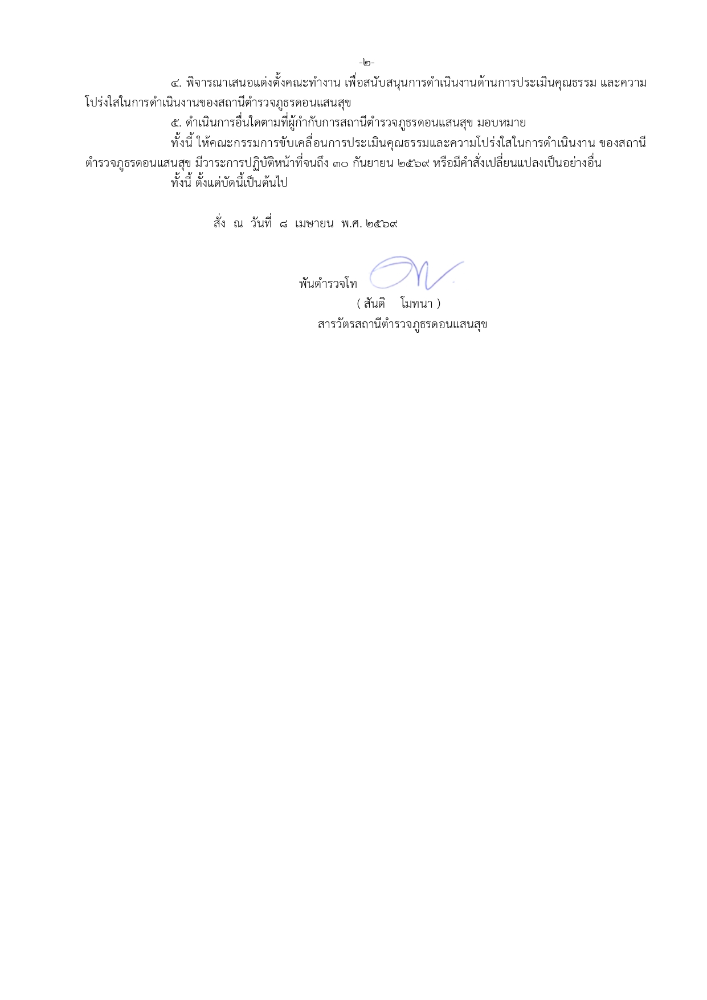 -๒-
๔. พิจารณาเสนอแต่งตั้งคณะทำงาน เพื่อสนับสนุนการดำเนินงานด้านการประเมินคุณธรรม และความ
โปร่งใสในการดำเนินงานของสถานีตำรวจภูธรดอนแสนสุข
๕. ดำเนินการอื่นใดตามที่ผู้กำกับการสถานีตำรวจภูธรดอนแสนสุข มอบหมาย
ทั้งนี้ ให้คณะกรรมการขับเคลื่อนการประเมินคุณธรรมและความโปร่งใสในการดำเนินงาน ของสถานี
ตำรวจภูธรดอนแสนสุข มีวาระการปฏิบัติหน้าที่จนถึง ๓๐ กันยายน ๒๕๖๙ หรือมีคำสั่งเปลี่ยนแปลงเป็นอย่างอื่น
ทั้งนี้ ตั้งแต่บัดนี้เป็นต้นไป
สั่ง ณ วันที่ ๘ เมษายน พ.ศ. ๒๕๖๙
พันตำรวจโท
( สันติ โมทนา )
สารวัตรสถานีตำรวจภูธรดอนแสนสุข